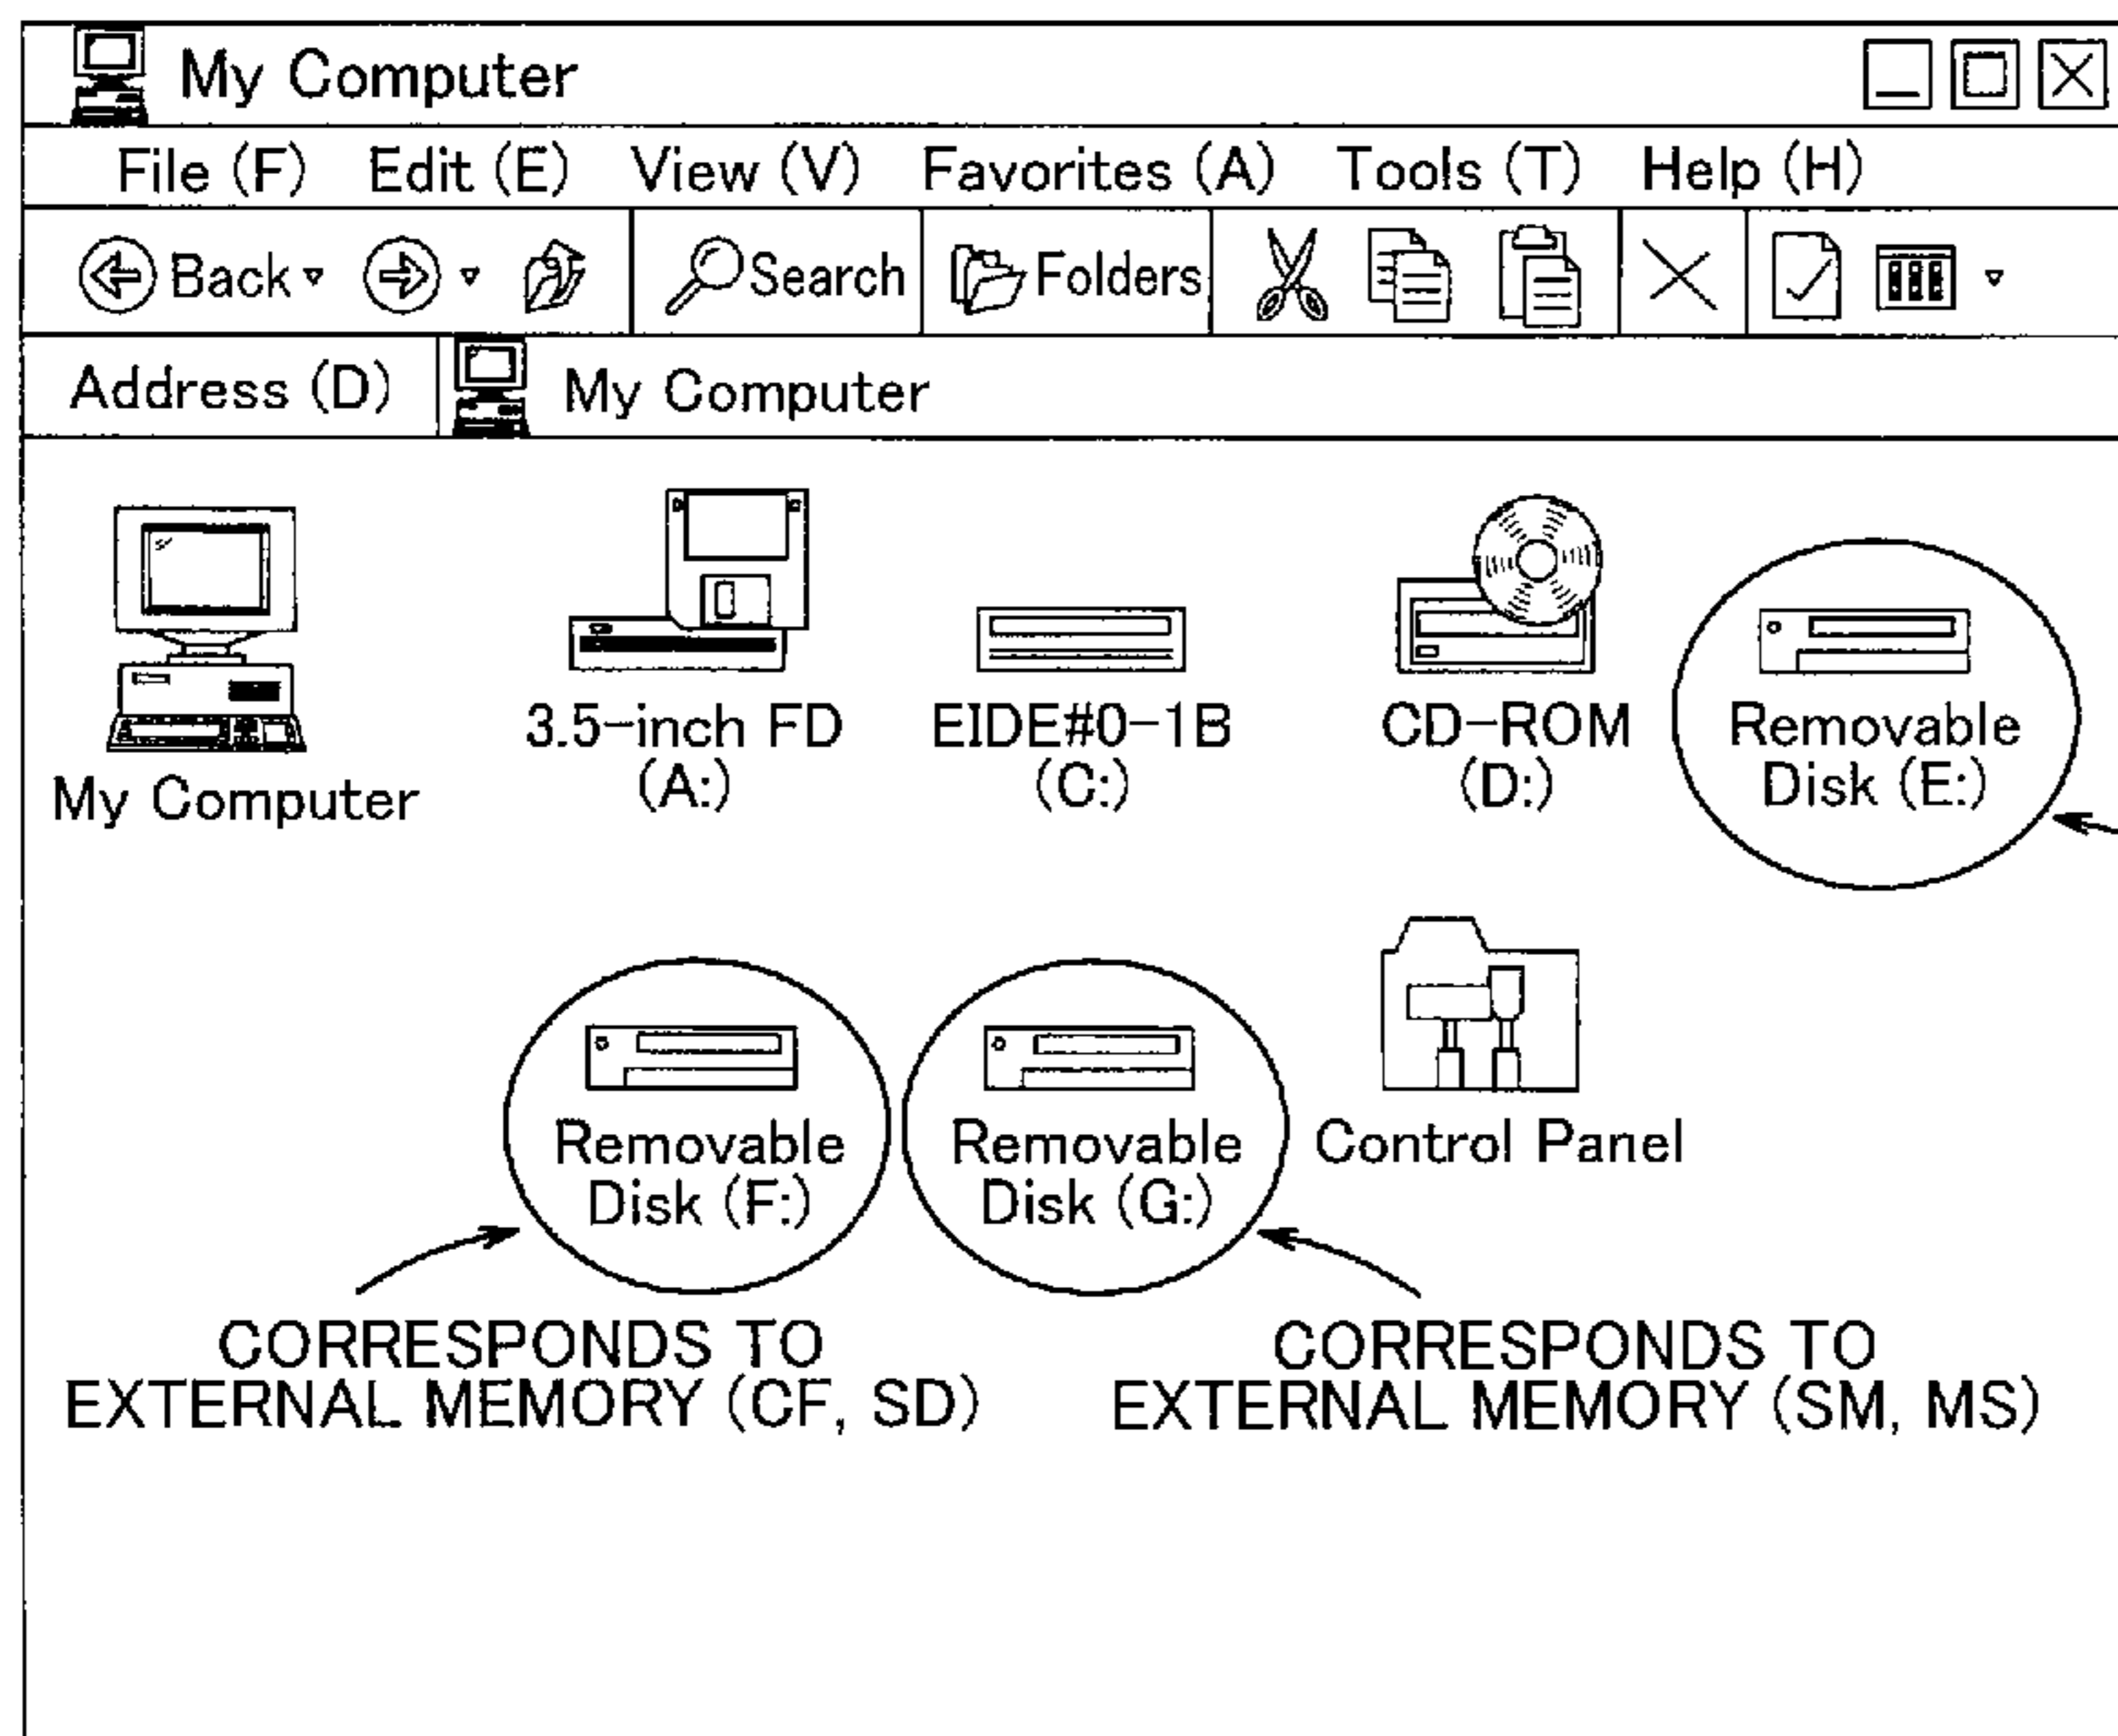 My Computer
File (F) Edit (E) View (V) Favorites (A) Tools (T) Help (H)
Back Search Folders
Address (D) My Computer
My Computer
3.5-inch FD
(A:)
EIDE#0-1B
(C:)
CD-ROM
(D:)
Removable
Disk (E:)
Removable
Disk (F:)
Removable
Disk (G:)
Control Panel
CORRESPONDS TO
EXTERNAL MEMORY (CF, SD)
CORRESPONDS TO
EXTERNAL MEMORY (SM, MS)